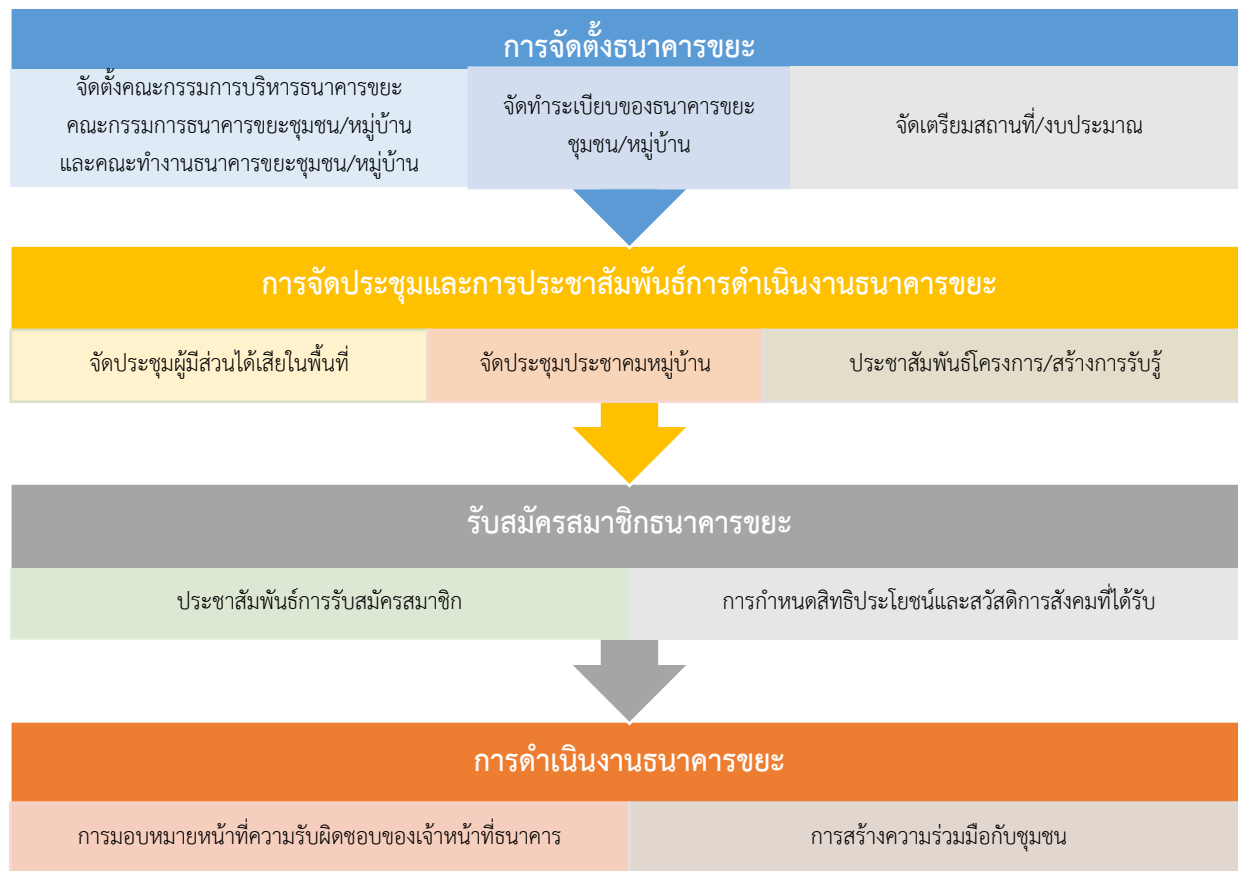 การจัดตั้งธนาคารขยะ
จัดตั้งคณะกรรมการบริหารธนาคารขยะ
คณะกรรมการธนาคารขยะชุมชน/หมู่บ้าน
และคณะทำงานธนาคารขยะชุมชน/หมู่บ้าน
จัดทำระเบียบของธนาคารขยะ
ชุมชน/หมู่บ้าน
จัดเตรียมสถานที่/งบประมาณ
การจัดประชุมและการประชาสัมพันธ์การดำเนินงานธนาคารขยะ
จัดประชุมผู้มีส่วนได้เสียในพื้นที่
จัดประชุมประชาคมหมู่บ้าน
ประชาสัมพันธ์โครงการ/สร้างการรับรู้
รับสมัครสมาชิกธนาคารขยะ
ประชาสัมพันธ์การรับสมัครสมาชิก
การกำหนดสิทธิประโยชน์และสวัสดิการสังคมที่ได้รับ
การดำเนินงานธนาคารขยะ
การมอบหมายหน้าที่ความรับผิดชอบของเจ้าหน้าที่ธนาคาร
การสร้างความร่วมมือกับชุมชน